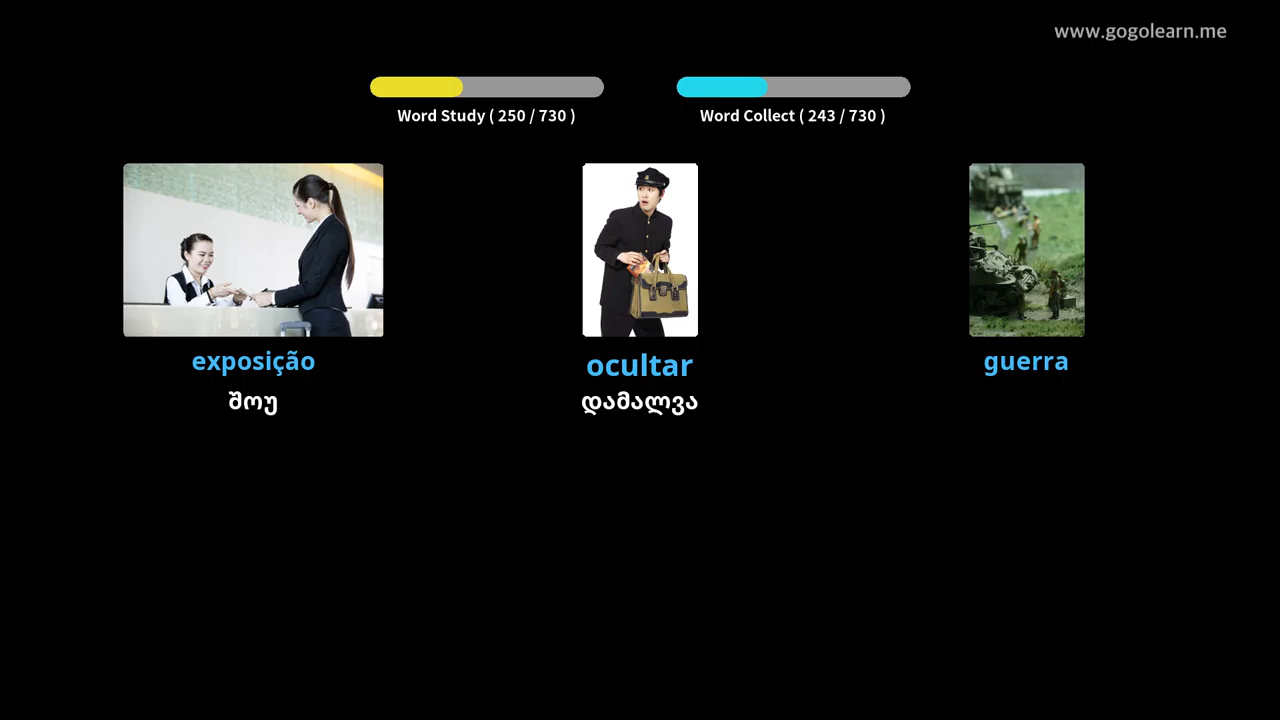 www.gogolearn.me
Word Study ( 250 / 730 )
Word Collect ( 243 / 730 )
exposição
ocultar
guerra
შოუ
დამალვა